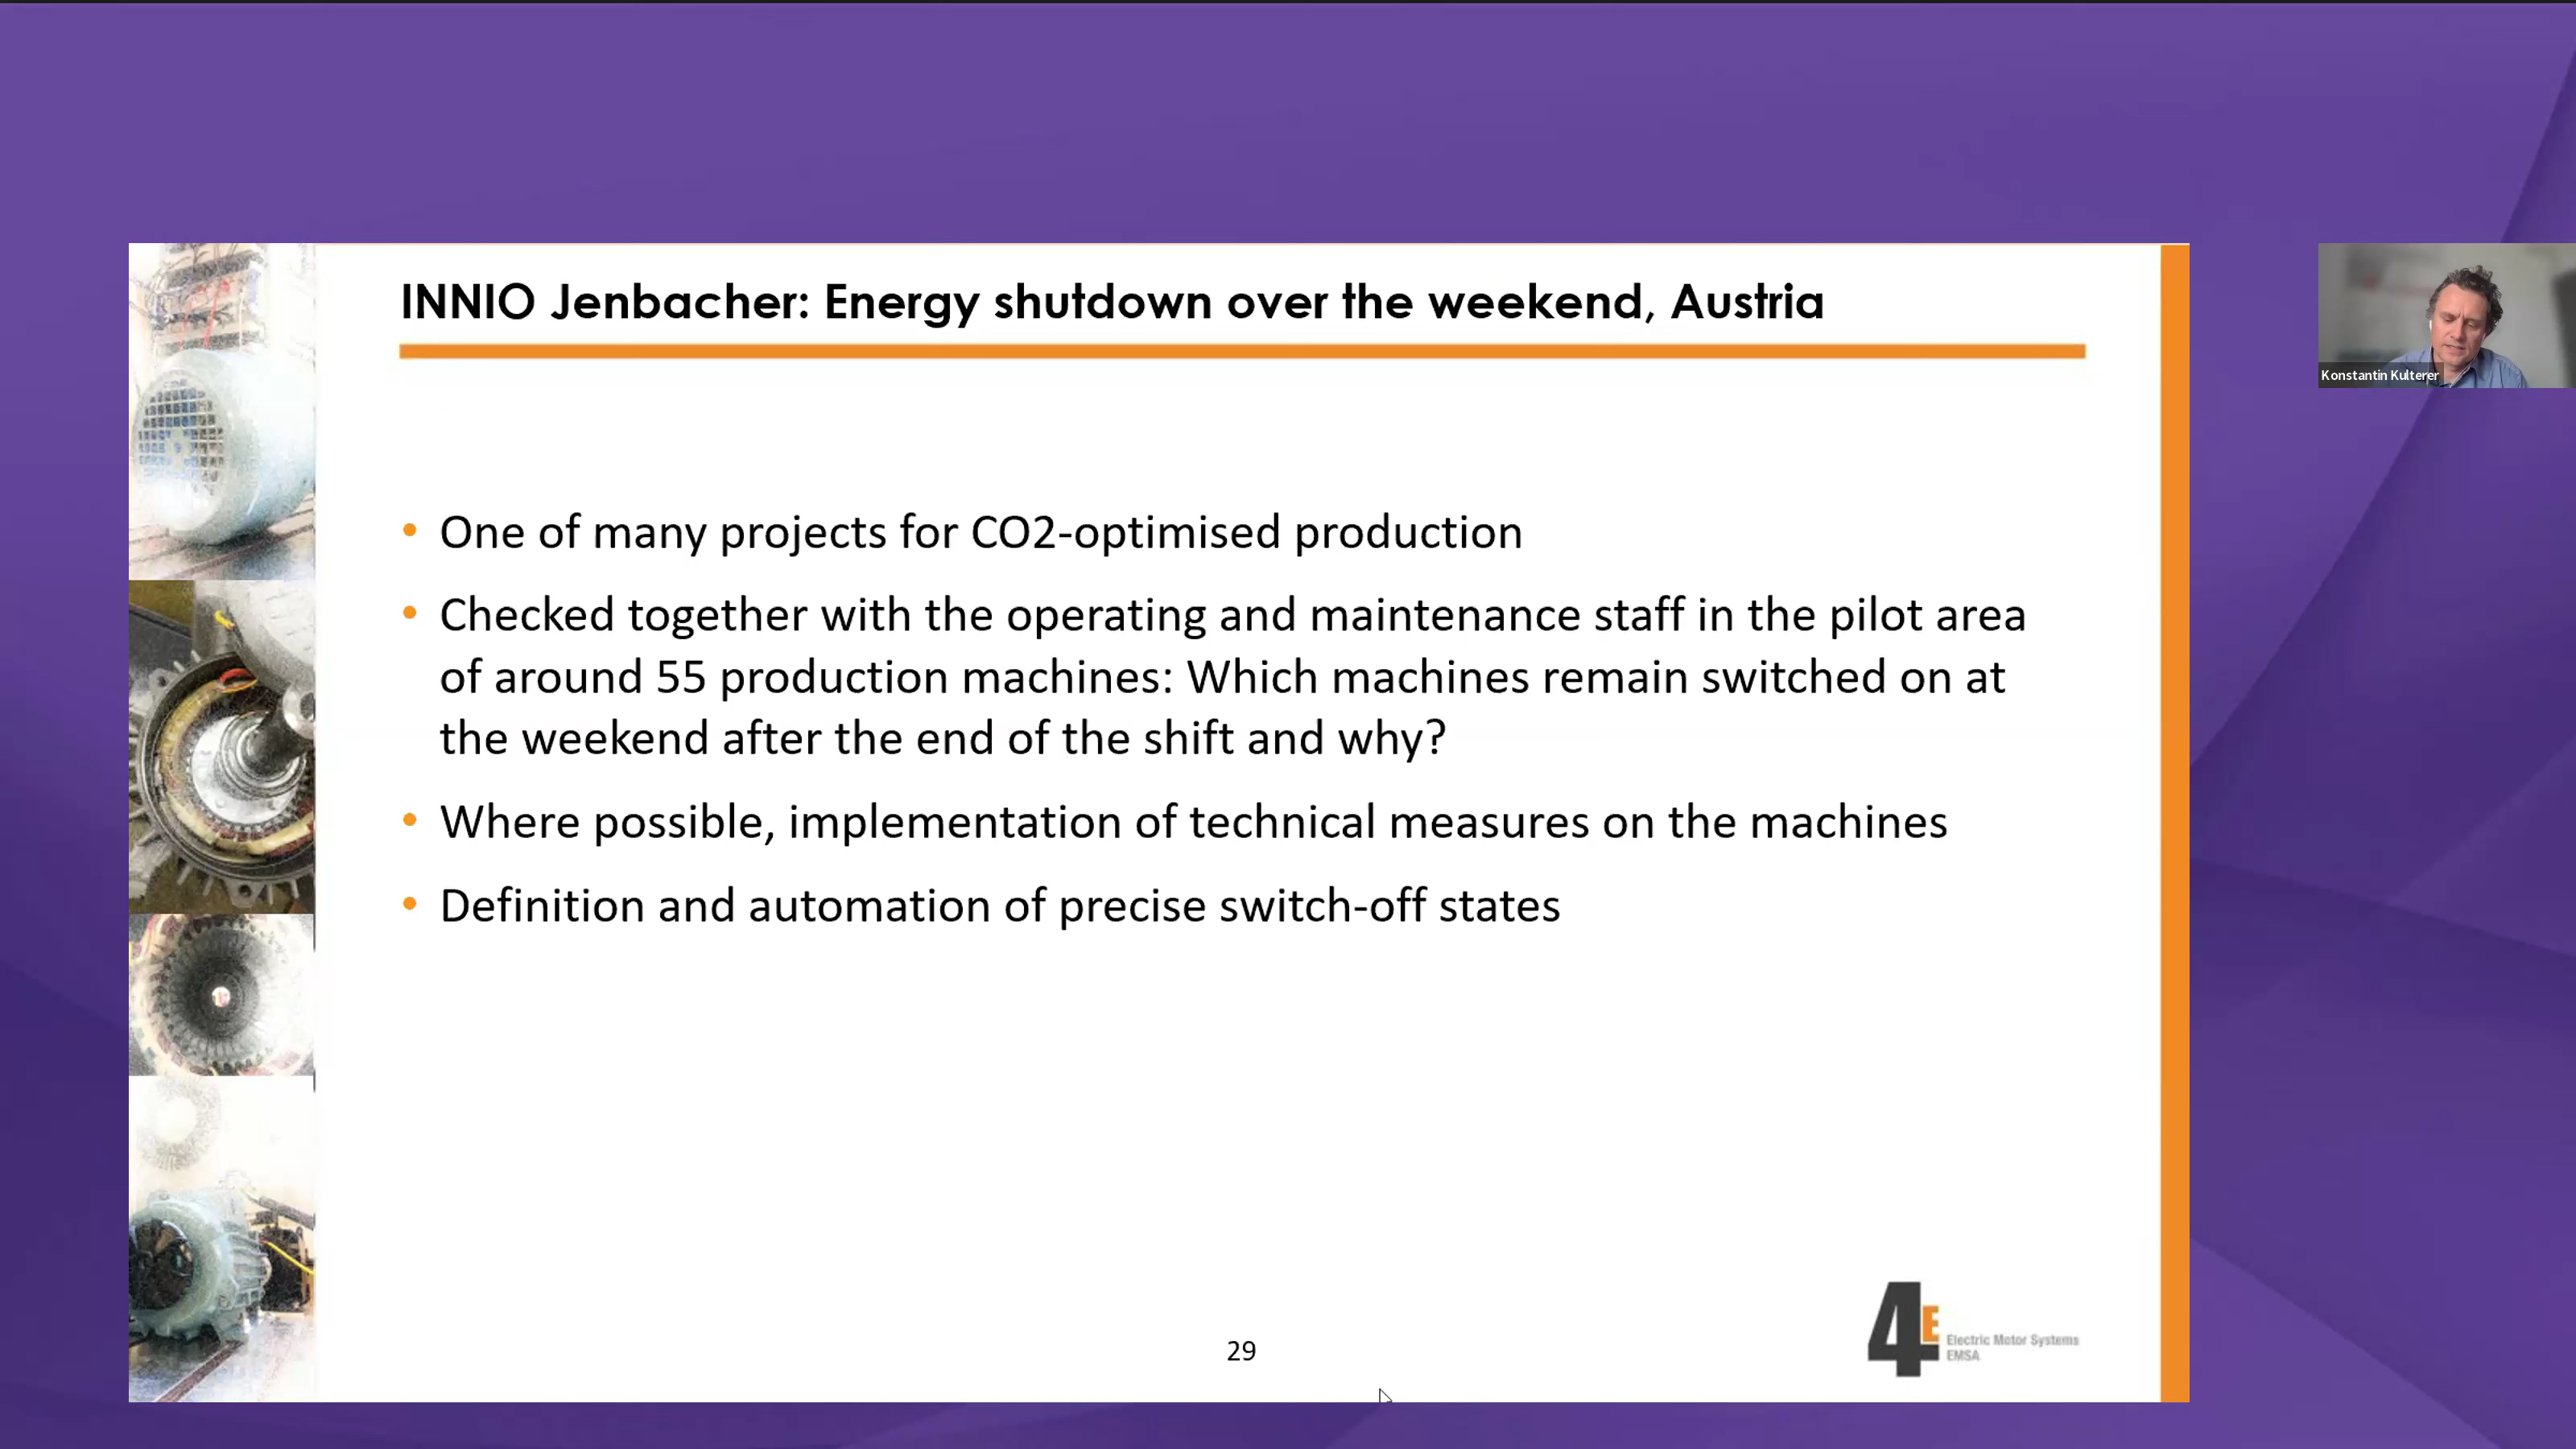 INNIO Jenbacher: Energy shutdown over the weekend, Austria
Konstantin Kulterer
• One of many projects for CO2-optimised production
• Checked together with the operating and maintenance staff in the pilot area
of around 55 production machines: Which machines remain switched on at
the weekend after the end of the shift and why?
• Where possible, implementation of technical measures on the machines
• Definition and automation of precise switch-off states
4E
Electric Motor Systems
EMSA
29